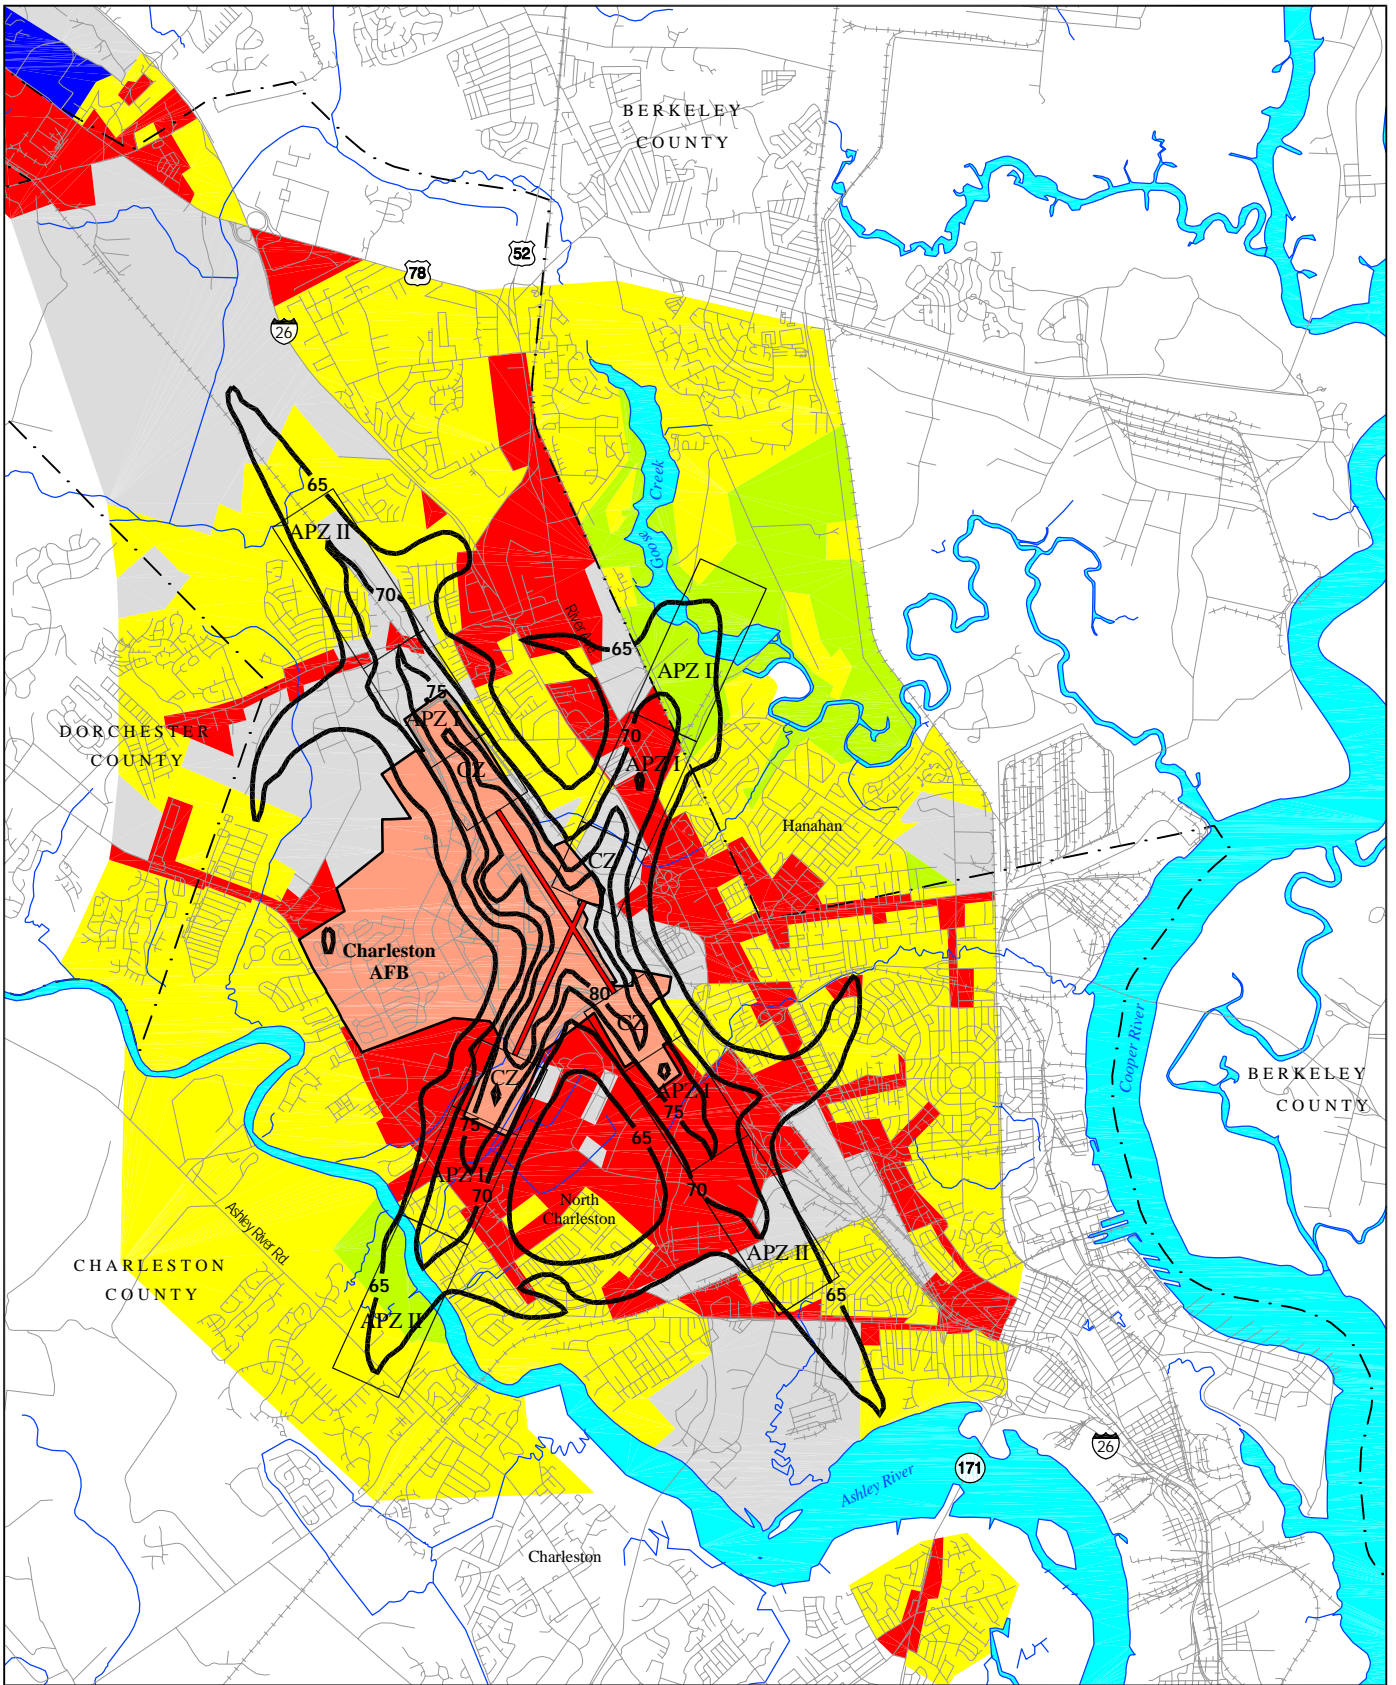 BERKELEY
COUNTY
52
78
26
65
APZ II
Creek
Goose
70
River A
65
APZ II
75
APZ I
DORCHESTER
COUNTY
70
APZ I
CZ
Hanahan
CZ
Charleston
AFB
80
CZ
Cooper River
BERKELEY
COUNTY
CZ
APZ I
75
75
65
APZ I
70
70
North
Charleston
Ashley River Rd.
APZ II
CHARLESTON
COUNTY
65
65
APZ II
26
171
Ashley River
Charleston